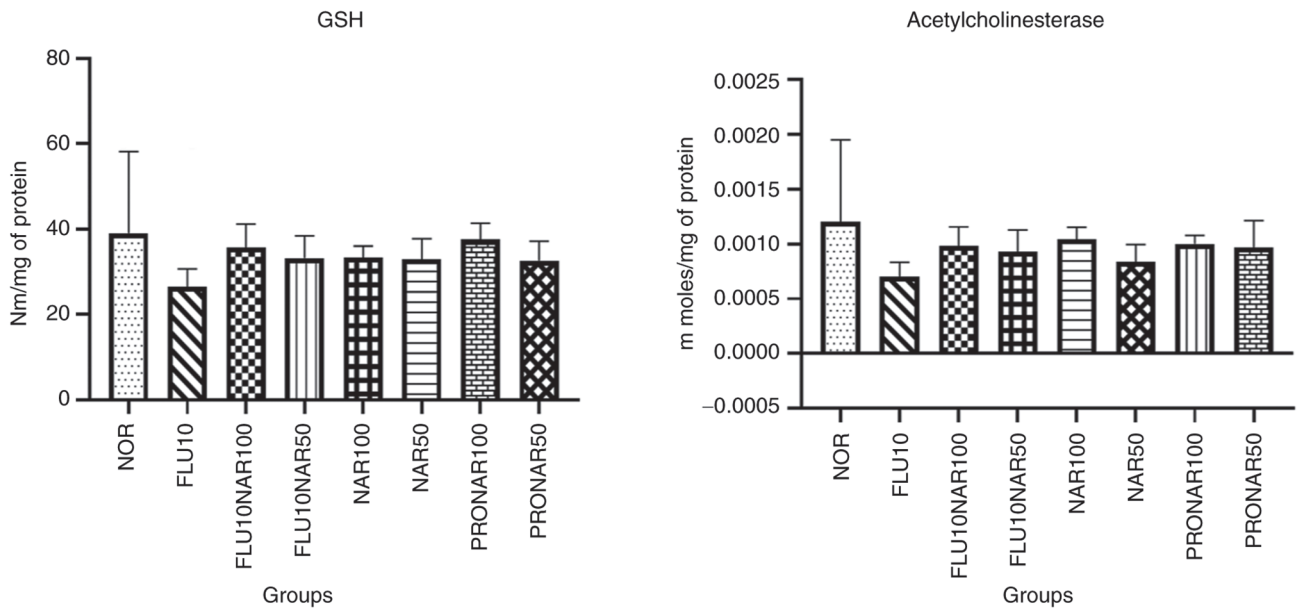 GSH
80
60
40
20
0
Nm/mg of protein
NOR
FLU10
FLU10NAR100
FLU10NAR50
NAR100
NAR50
PRONAR100
PRONAR50
Groups
Acetylcholinesterase
0.0025
0.0020
0.0015
0.0010
0.0005
0.0000
−0.0005
m moles/mg of protein
NOR
FLU10
FLU10NAR100
FLU10NAR50
NAR100
NAR50
PRONAR100
PRONAR50
Groups